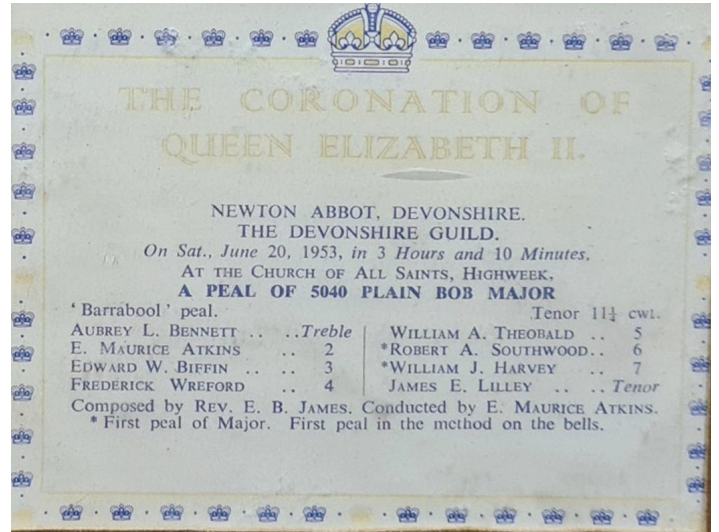 THE CORONATION OF
QUEEN ELIZABETH II.
NEWTON ABBOT, DEVONSHIRE.
THE DEVONSHIRE GUILD.
On Sat., June 20, 1953, in 3 Hours and 10 Minutes,
AT THE CHURCH OF ALL SAINTS, HIGHWEEK,
A PEAL OF 5040 PLAIN BOB MAJOR
'Barrabool' peal. Tenor 11¼ cwt.
AUBREY L. BENNETT .. ..Treble
E. MAURICE ATKINS .. 2
EDWARD W. BIFFIN .. .. 3
FREDERICK WREFORD .. 4
WILLIAM A. THEOBALD .. 5
*ROBERT A. SOUTHWOOD.. 6
*WILLIAM J. HARVEY .. 7
JAMES E. LILLEY .. ..Tenor
Composed by REV. E. B. JAMES. Conducted by E. MAURICE ATKINS.
* First peal of Major. First peal in the method on the bells.